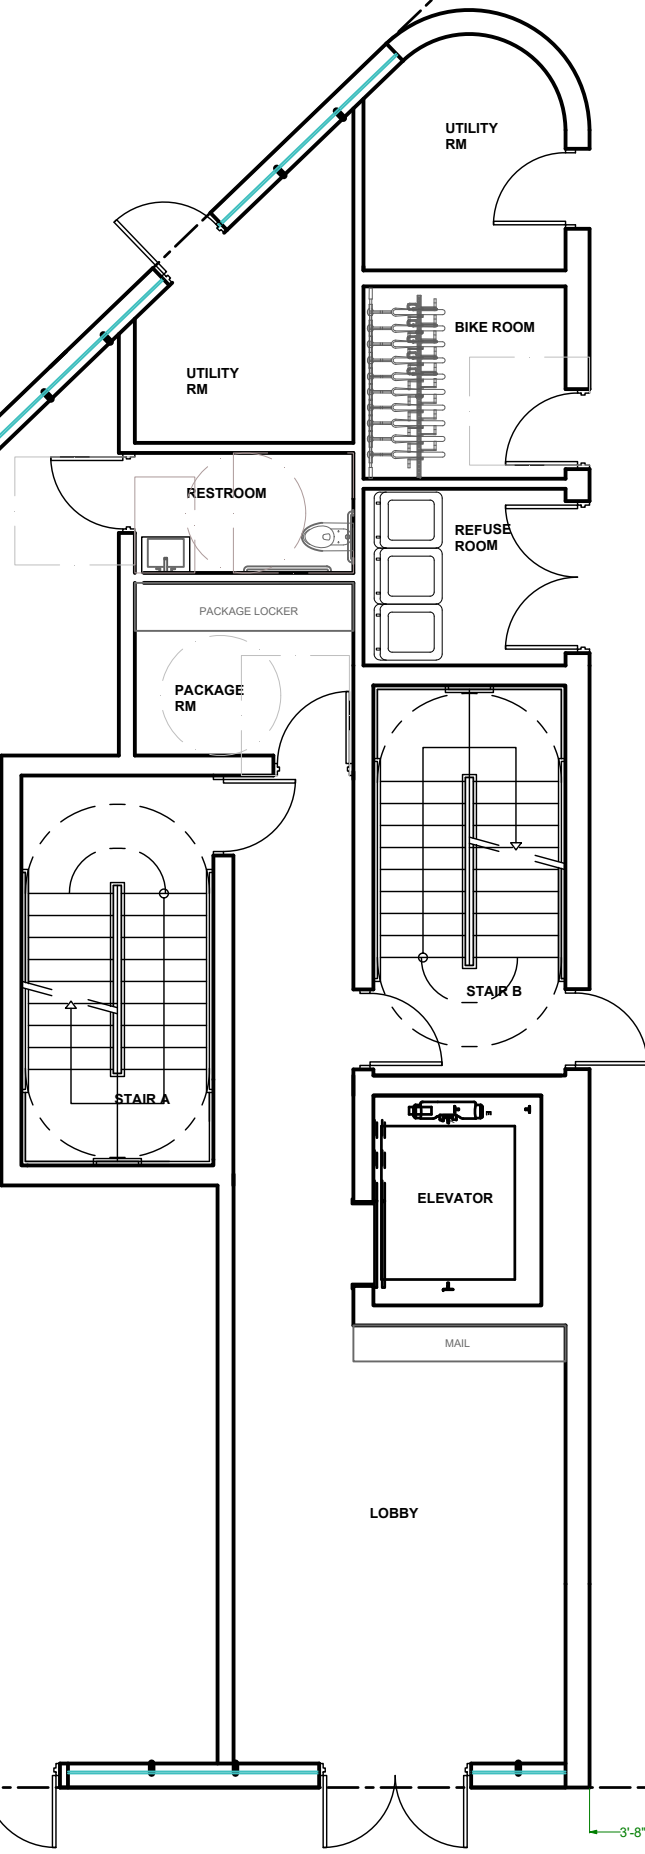 UTILITY
RM
BIKE ROOM
UTILITY
RM
RESTROOM
REFUSE
ROOM
PACKAGE LOCKER
PACKAGE
RM
STAIR B
STAIR A
E
ELEVATOR
MAIL
LOBBY
3'-8"